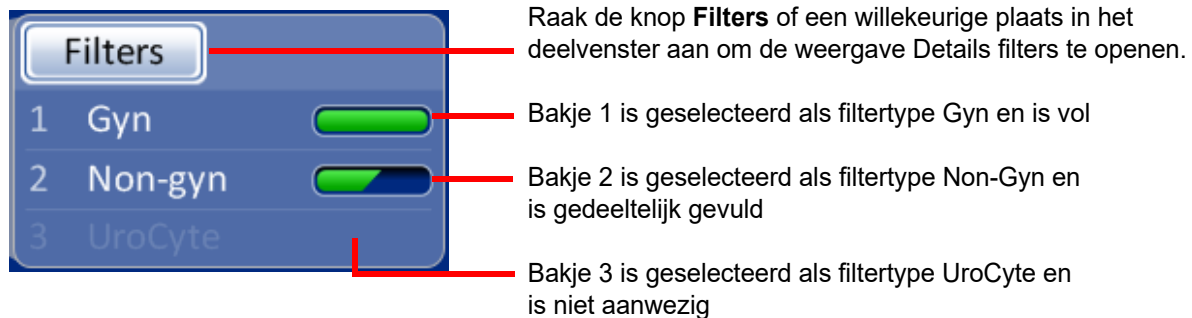 Filters
1 Gyn
2 Non-gyn
3 UroCyte
Raak de knop Filters of een willekeurige plaats in het
deelvenster aan om de weergave Details filters te openen.
Bakje 1 is geselecteerd als filtertype Gyn en is vol
Bakje 2 is geselecteerd als filtertype Non-Gyn en
is gedeeltelijk gevuld
Bakje 3 is geselecteerd als filtertype UroCyte en
is niet aanwezig